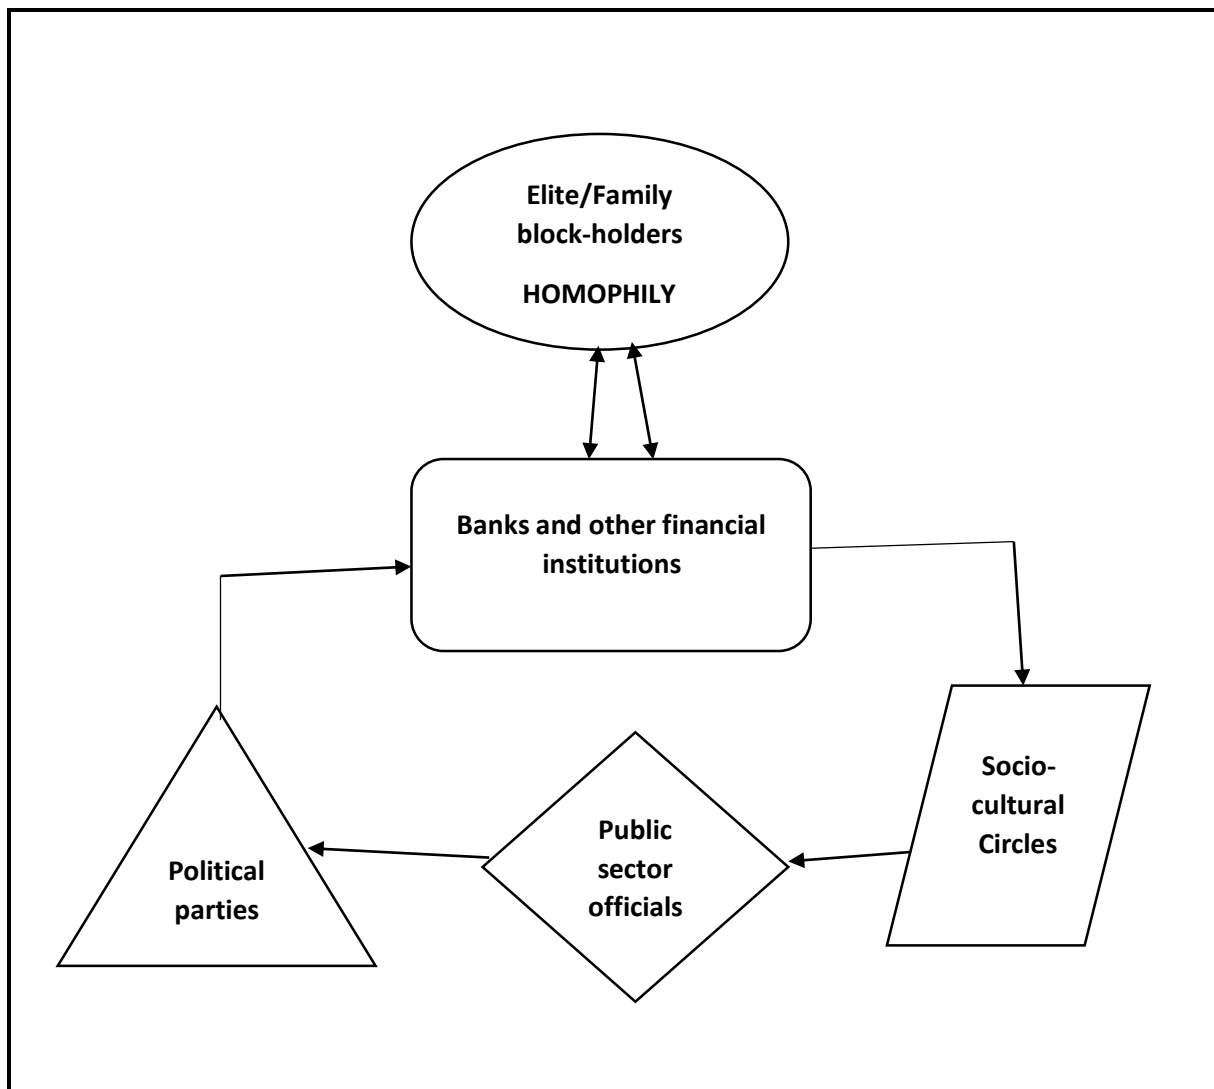 Elite/Family
block-holders
HOMOPHILY
Banks and other financial
institutions
Socio-
cultural
Circles
Public
sector
officials
Political
parties